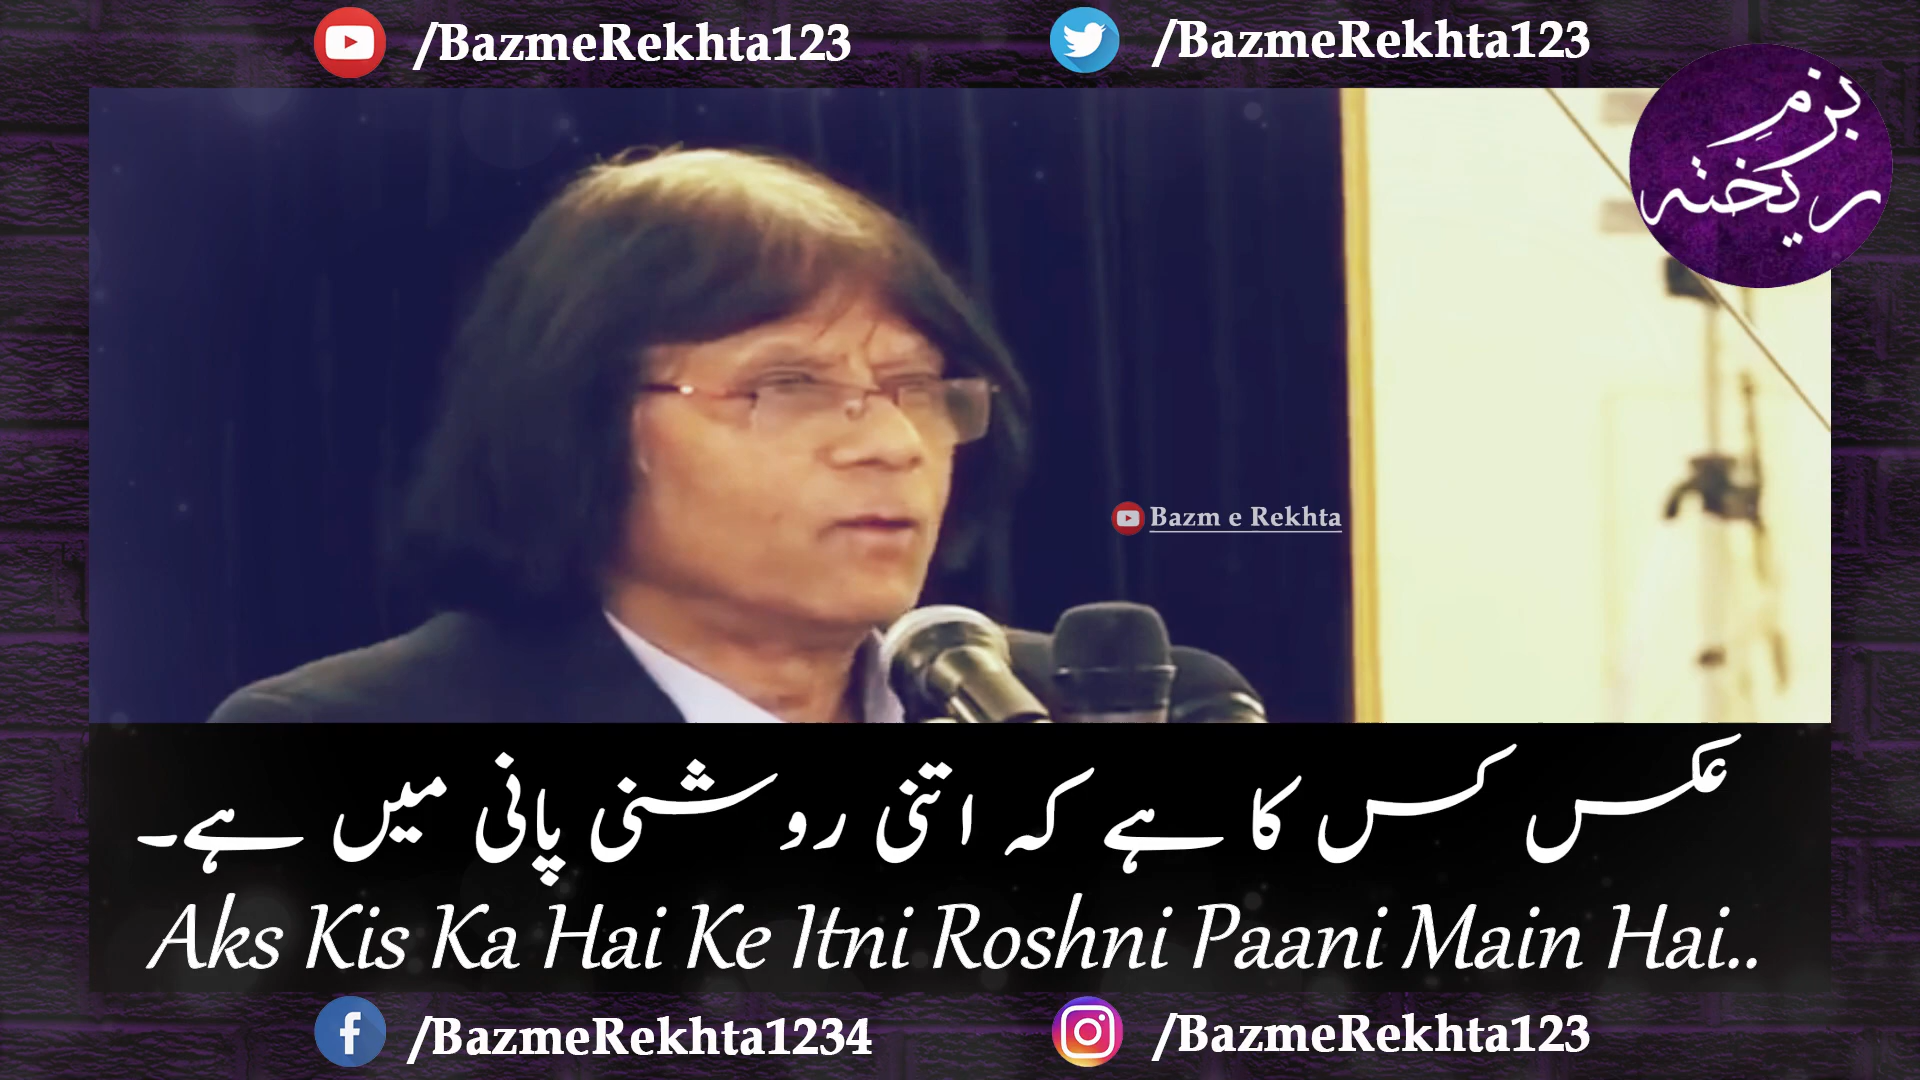 /BazmeRekhta123
/BazmeRekhta123
بزمِ
ریختہ
Bazm e Rekhta
عکس کس کا ہے کہ اتنی روشنی پانی میں ہے۔
Aks Kis Ka Hai Ke Itni Roshni Paani Main Hai..
/BazmeRekhta1234
/BazmeRekhta123